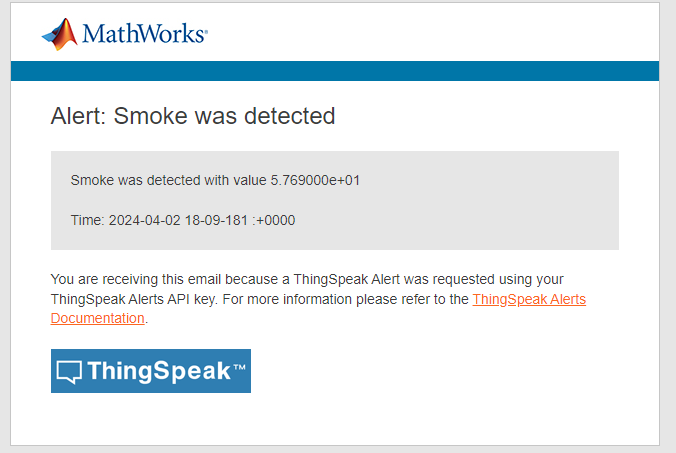 MathWorks®
Alert: Smoke was detected
Smoke was detected with value 5.769000e+01
Time: 2024-04-02 18-09-181 :+0000
You are receiving this email because a ThingSpeak Alert was requested using your
ThingSpeak Alerts API key. For more information please refer to the ThingSpeak Alerts
Documentation.
ThingSpeak™